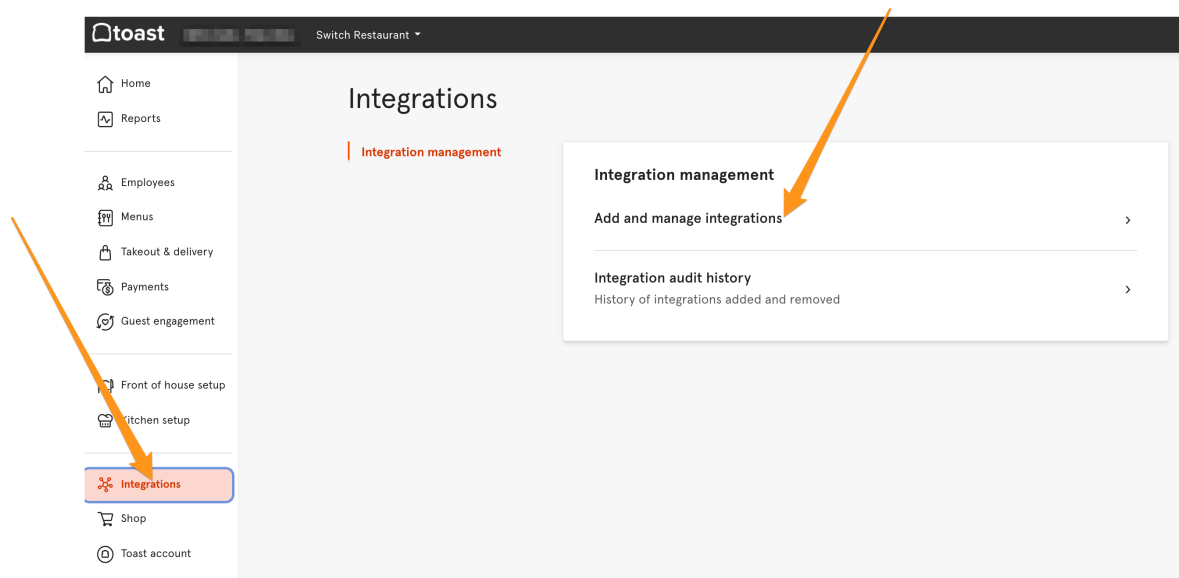 toast
Switch Restaurant
Home
Reports
Employees
Menus
Takeout & delivery
Payments
Guest engagement
Front of house setup
Kitchen setup
Integrations
Shop
Toast account
Integrations
Integration management
Integration management
Add and manage integrations
Integration audit history
History of integrations added and removed